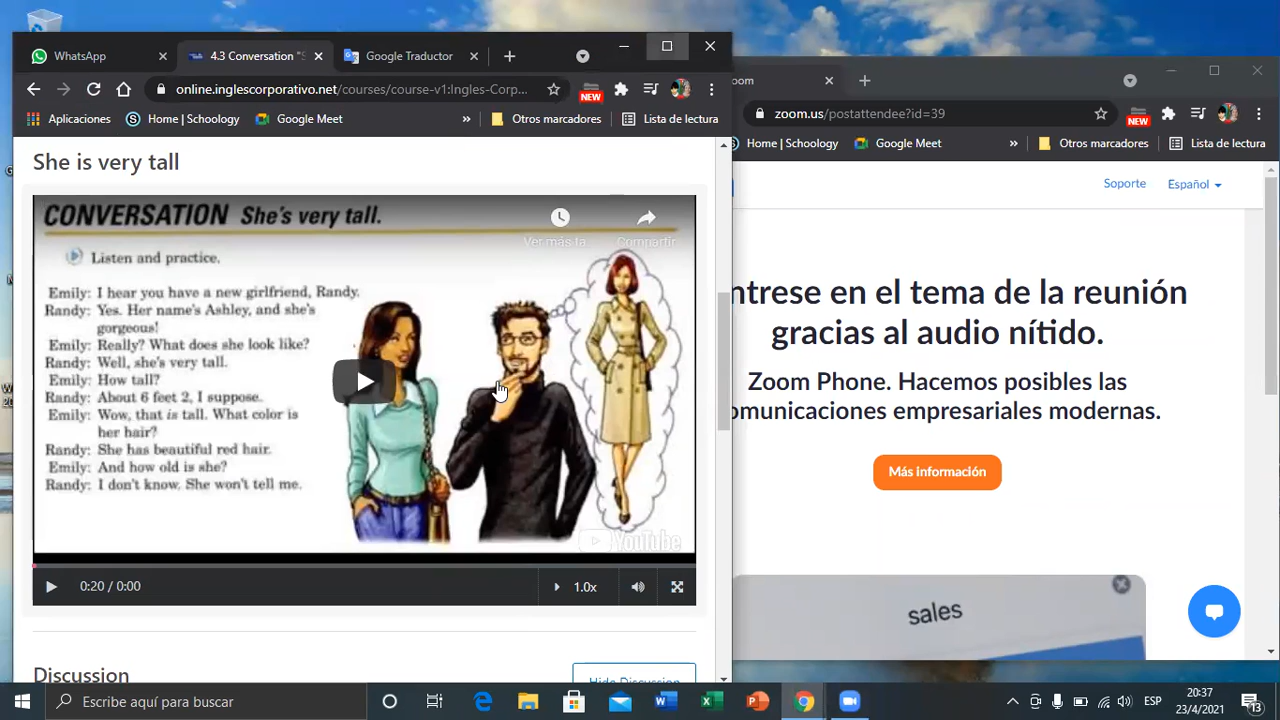 WhatsApp
4.3 Conversation "S
Google Traductor
online.inglescorporativo.net/courses/course-v1:Ingles-Corp...
NEW
Aplicaciones
Home | Schoology
Google Meet
»
Otros marcadores
Lista de lectura
She is very tall
CONVERSATION She's very tall.
Ver más ta
Compartir
Listen and practice.
Emily: I hear you have a new girlfriend, Randy.
Randy: Yes. Her name's Ashley, and she's
gorgeous!
Emily: Really? What does she look like?
Randy: Well, she's very tall.
Emily: How tall?
Randy: About 6 feet 2, I suppose.
Emily: Wow, that is tall. What color is
her hair?
Randy: She has beautiful red hair.
Emily: And how old is she?
Randy: I don't know. She won't tell me.
YouTube
0:20 / 0:00
1.0x
Discussion
Hide Discussion
oom
zoom.us/postattendee?id=39
NEW
Home | Schoology
Google Meet
»
Otros marcadores
Lista de lectura
Soporte
Español
ntrese en el tema de la reunión
gracias al audio nítido.
Zoom Phone. Hacemos posibles las
omunicaciones empresariales modernas.
Más información
sales
Escribe aquí para buscar
ESP
20:37
23/4/2021
13